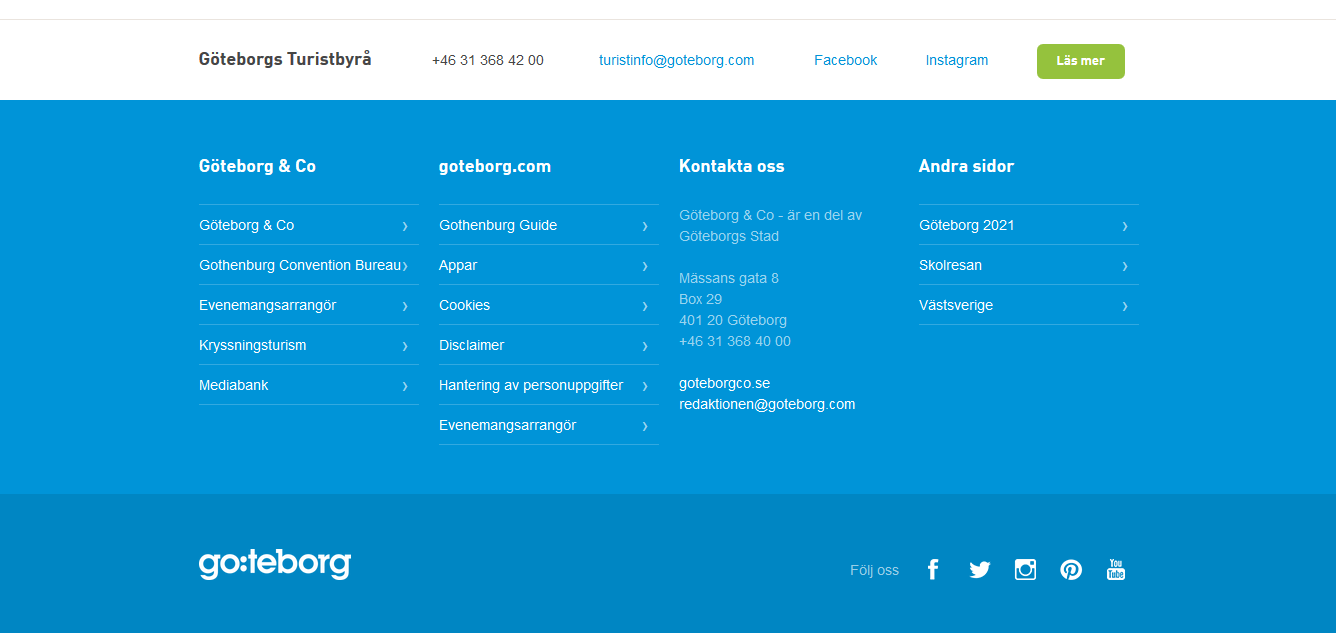 Göteborgs Turistbyrå +46 31 368 42 00 turistinfo@goteborg.com Facebook Instagram Läs mer
Göteborg & Co
Göteborg & Co
Gothenburg Convention Bureau
Evenemangsarrangör
Kryssningsturism
Mediabank
goteborg.com
Gothenburg Guide
Appar
Cookies
Disclaimer
Hantering av personuppgifter
Evenemangsarrangör
Kontakta oss
Göteborg & Co - är en del av
Göteborgs Stad
Mässans gata 8
Box 29
401 20 Göteborg
+46 31 368 40 00
goteborgco.se
redaktionen@goteborg.com
Andra sidor
Göteborg 2021
Skolresan
Västsverige
go:teborg
Följ oss
You
Tube